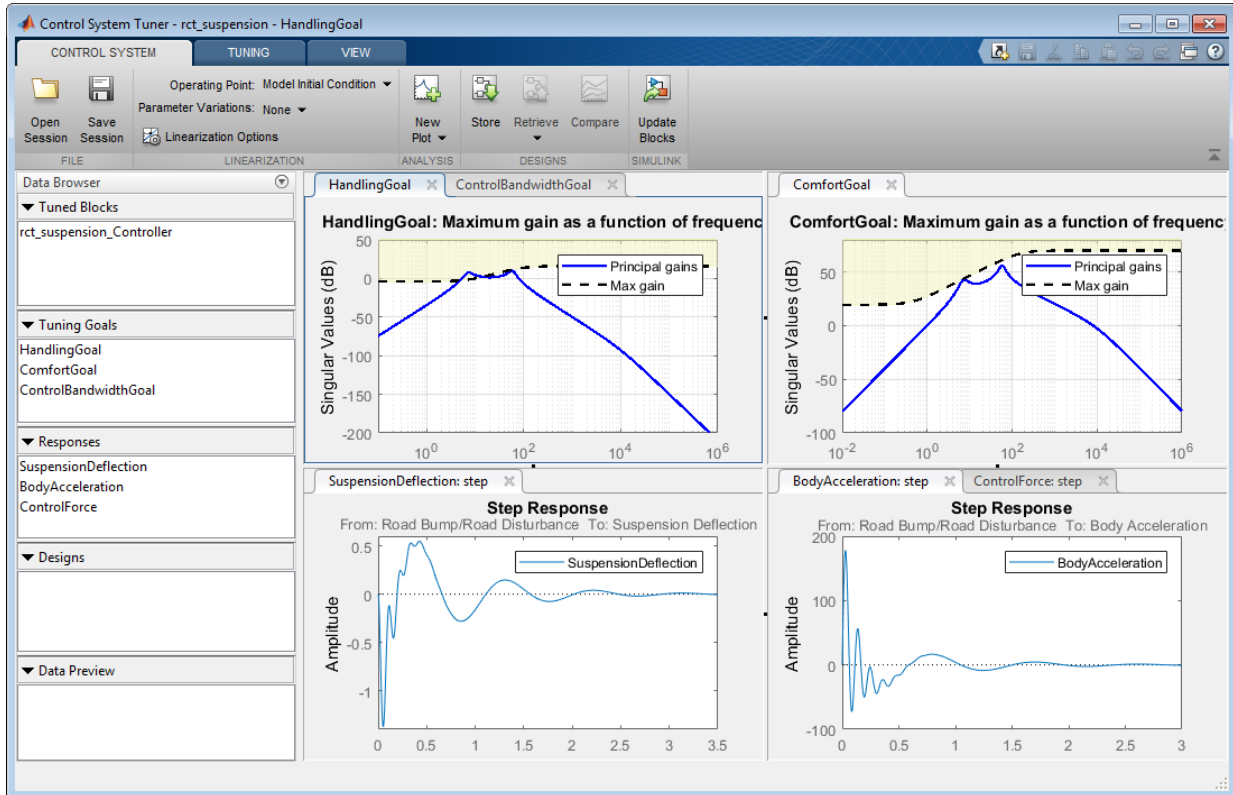 Control System Tuner - rct_suspension - HandlingGoal
CONTROL SYSTEM TUNING VIEW
Operating Point: Model Initial Condition
Parameter Variations: None
Linearization Options
Open Session
Save Session
New Plot
Store
Retrieve
Compare
Update Blocks
FILE LINEARIZATION ANALYSIS DESIGNS SIMULINK
Data Browser
Tuned Blocks
rct_suspension_Controller
Tuning Goals
HandlingGoal
ComfortGoal
ControlBandwidthGoal
Responses
SuspensionDeflection
BodyAcceleration
ControlForce
Designs
Data Preview
HandlingGoal ControlBandwidthGoal
HandlingGoal: Maximum gain as a function of frequenc
Singular Values (dB)
50
0
-50
-100
-150
-200
Principal gains
Max gain
10^0 10^2 10^4 10^6
ComfortGoal
ComfortGoal: Maximum gain as a function of frequenc
Singular Values (dB)
50
0
-50
-100
Principal gains
Max gain
10^-2 10^0 10^2 10^4 10^6
SuspensionDeflection: step
Step Response
From: Road Bump/Road Disturbance To: Suspension Deflection
Amplitude
0.5
0
-0.5
-1
SuspensionDeflection
0 0.5 1 1.5 2 2.5 3 3.5
BodyAcceleration: step ControlForce: step
Step Response
From: Road Bump/Road Disturbance To: Body Acceleration
Amplitude
200
100
0
-100
BodyAcceleration
0 0.5 1 1.5 2 2.5 3